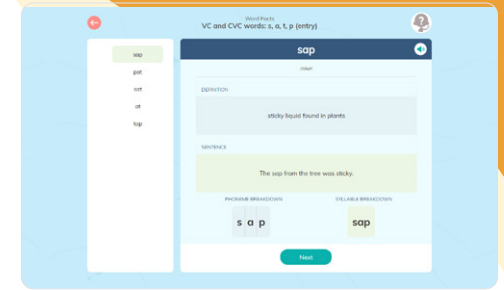 Word Facts
VC and CVC words: s, a, t, p (entry)
?
sap
pat
sat
at
tap
sap
noun
DEFINITION
sticky liquid found in plants
SENTENCE
The sap from the tree was sticky.
PHONEME BREAKDOWN
SYLLABLE BREAKDOWN
s a p
sap
Next